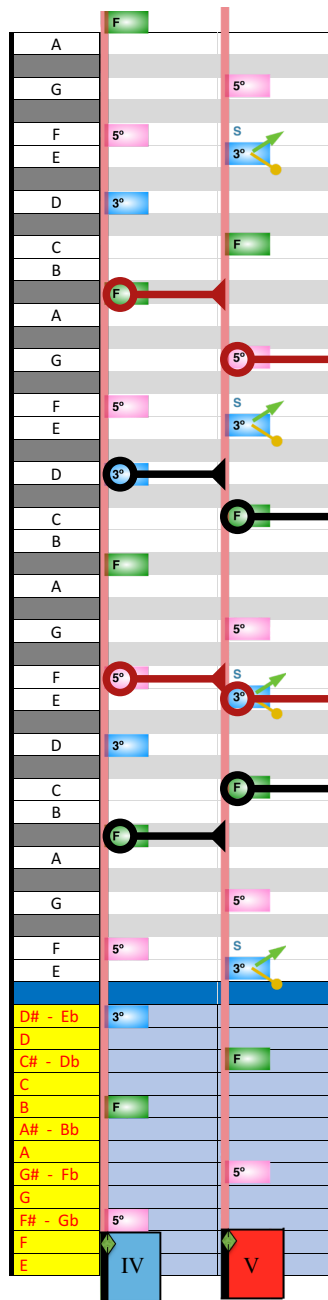 F
A
G 5º
F 5º S
E 3º
D 3º
C F
B
F
A
G 5º
F 5º S
E 3º
D 3º
C F
B
F
A
G 5º
F 5º S
E 3º
D 3º
C F
B
F
A
G 5º
F 5º S
E 3º
D# - Eb 3º
D
C# - Db F
C
B F
A# - Bb
A
G# - Fb 5º
G
F# - Gb 5º
F
E
IV V